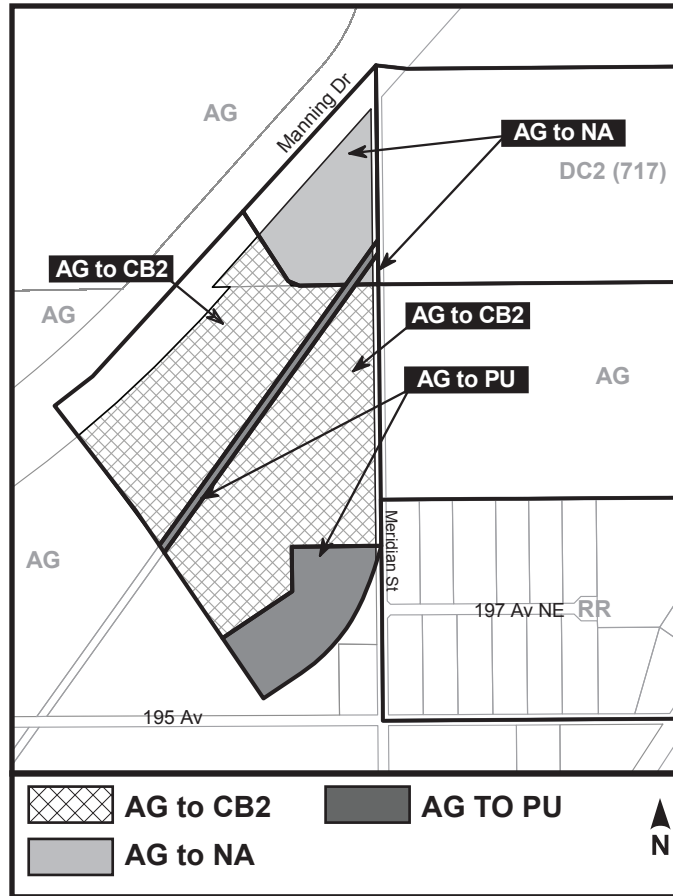 Manning Dr
AG
AG to NA
DC2 (717)
AG to CB2
AG
AG to CB2
AG to PU
AG
AG
Meridian St
197 Av NE
RR
195 Av
AG to CB2
AG TO PU
AG to NA
N